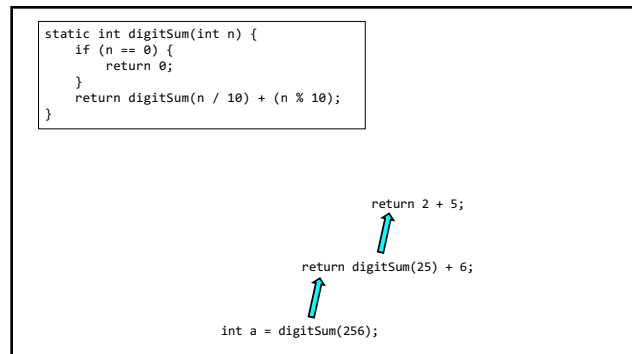 static int digitSum(int n) {
    if (n == 0) {
        return 0;
    }
    return digitSum(n / 10) + (n % 10);
}
return 2 + 5;
return digitSum(25) + 6;
int a = digitSum(256);